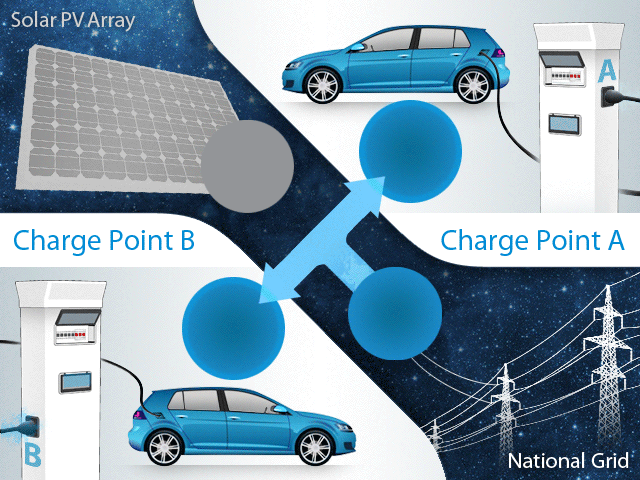 Solar PV Array
A
Charge Point B
Charge Point A
B
National Grid